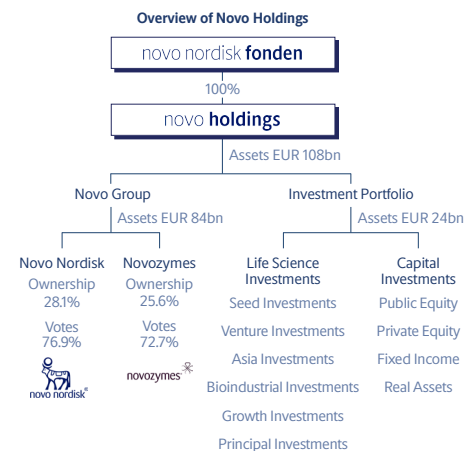 Overview of Novo Holdings
novo nordisk fonden
100%
novo holdings
Assets EUR 108bn
Novo Group
Assets EUR 84bn
Novo Nordisk
Ownership
28.1%
Votes
76.9%
novo nordisk®
Novozymes
Ownership
25.6%
Votes
72.7%
novozymes
Investment Portfolio
Assets EUR 24bn
Life Science
Investments
Seed Investments
Venture Investments
Asia Investments
Bioindustrial Investments
Growth Investments
Principal Investments
Capital
Investments
Public Equity
Private Equity
Fixed Income
Real Assets